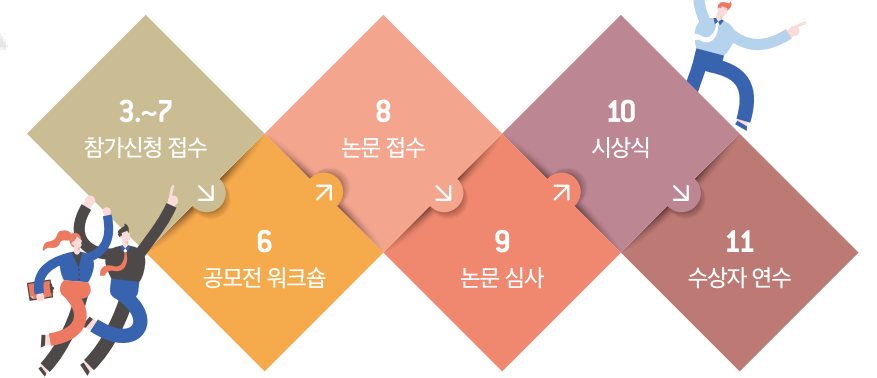 3.~7
참가신청 접수
6
공모전 워크숍
8
논문 접수
9
논문 심사
10
시상식
11
수상자 연수